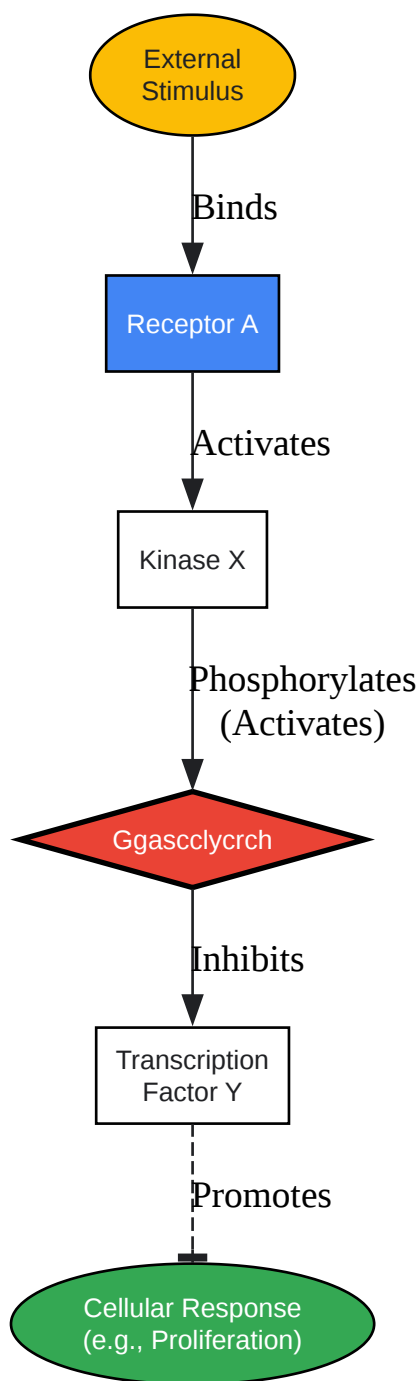 External
Stimulus
Binds
Receptor A
Activates
Kinase X
Phosphorylates
(Activates)
Ggascclycrch
Inhibits
Transcription
Factor Y
Promotes
Cellular Response
(e.g., Proliferation)